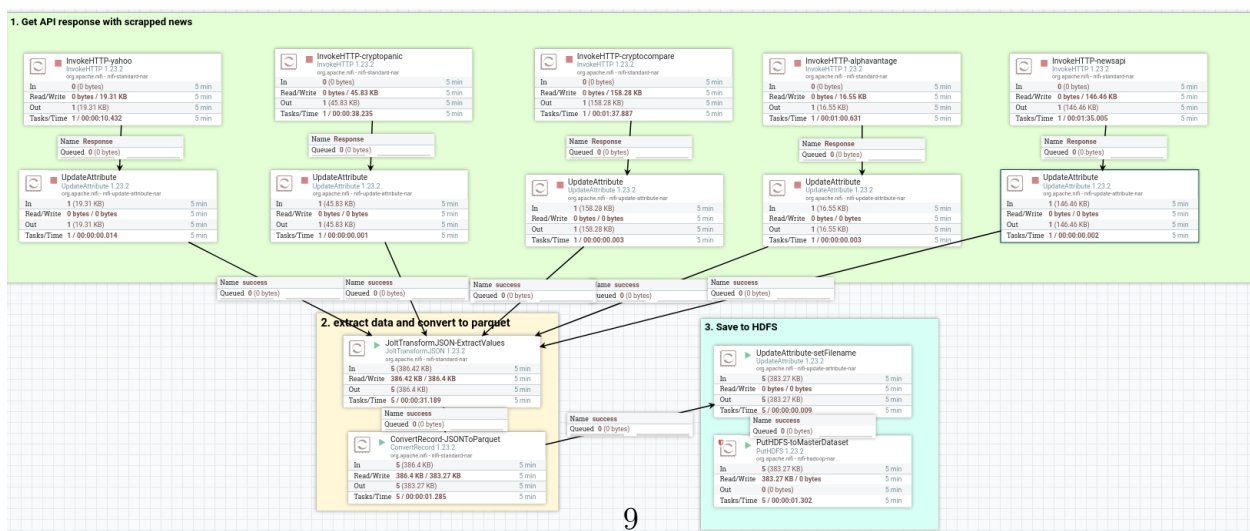 1. Get API response with scrapped news
InvokeHTTP-yahoo
InvokeHTTP 1.23.2
org.apache.nifi - nifi-standard-nar
In 0 (0 bytes) 5 min
Read/Write 0 bytes / 19.31 KB 5 min
Out 1 (19.31 KB) 5 min
Tasks/Time 1 / 00:00:10.432 5 min
InvokeHTTP-cryptopanic
InvokeHTTP 1.23.2
org.apache.nifi - nifi-standard-nar
In 0 (0 bytes) 5 min
Read/Write 0 bytes / 45.83 KB 5 min
Out 1 (45.83 KB) 5 min
Tasks/Time 1 / 00:00:38.235 5 min
InvokeHTTP-cryptocompare
InvokeHTTP 1.23.2
org.apache.nifi - nifi-standard-nar
In 0 (0 bytes) 5 min
Read/Write 0 bytes / 158.28 KB 5 min
Out 1 (158.28 KB) 5 min
Tasks/Time 1 / 00:01:37.887 5 min
InvokeHTTP-alphavantage
InvokeHTTP 1.23.2
org.apache.nifi - nifi-standard-nar
In 0 (0 bytes) 5 min
Read/Write 0 bytes / 16.55 KB 5 min
Out 1 (16.55 KB) 5 min
Tasks/Time 1 / 00:01:00.631 5 min
InvokeHTTP-newsapi
InvokeHTTP 1.23.2
org.apache.nifi - nifi-standard-nar
In 0 (0 bytes) 5 min
Read/Write 0 bytes / 146.46 KB 5 min
Out 1 (146.46 KB) 5 min
Tasks/Time 1 / 00:01:35.005 5 min
Name Response
Queued 0 (0 bytes)
Name Response
Queued 0 (0 bytes)
Name Response
Queued 0 (0 bytes)
Name Response
Queued 0 (0 bytes)
Name Response
Queued 0 (0 bytes)
UpdateAttribute
UpdateAttribute 1.23.2
org.apache.nifi - nifi-update-attribute-nar
In 1 (19.31 KB) 5 min
Read/Write 0 bytes / 0 bytes 5 min
Out 1 (19.31 KB) 5 min
Tasks/Time 1 / 00:00:00.014 5 min
UpdateAttribute
UpdateAttribute 1.23.2
org.apache.nifi - nifi-update-attribute-nar
In 1 (45.83 KB) 5 min
Read/Write 0 bytes / 0 bytes 5 min
Out 1 (45.83 KB) 5 min
Tasks/Time 1 / 00:00:00.001 5 min
UpdateAttribute
UpdateAttribute 1.23.2
org.apache.nifi - nifi-update-attribute-nar
In 1 (158.28 KB) 5 min
Read/Write 0 bytes / 0 bytes 5 min
Out 1 (158.28 KB) 5 min
Tasks/Time 1 / 00:00:00.003 5 min
UpdateAttribute
UpdateAttribute 1.23.2
org.apache.nifi - nifi-update-attribute-nar
In 1 (16.55 KB) 5 min
Read/Write 0 bytes / 0 bytes 5 min
Out 1 (16.55 KB) 5 min
Tasks/Time 1 / 00:00:00.003 5 min
UpdateAttribute
UpdateAttribute 1.23.2
org.apache.nifi - nifi-update-attribute-nar
In 1 (146.46 KB) 5 min
Read/Write 0 bytes / 0 bytes 5 min
Out 1 (146.46 KB) 5 min
Tasks/Time 1 / 00:00:00.002 5 min
Name success
Queued 0 (0 bytes)
Name success
Queued 0 (0 bytes)
Name success
Queued 0 (0 bytes)
success
0 (0 bytes)
Name success
Queued 0 (0 bytes)
2. extract data and convert to parquet
JoltTransformJSON-ExtractValues
JoltTransformJSON 1.23.2
org.apache.nifi - nifi-standard-nar
In 5 (386.42 KB) 5 min
Read/Write 386.42 KB / 386.4 KB 5 min
Out 5 (386.4 KB) 5 min
Tasks/Time 5 / 00:00:31.189 5 min
Name success
Queued 0 (0 bytes)
ConvertRecord-JSONToParquet
ConvertRecord 1.23.2
org.apache.nifi - nifi-standard-nar
In 5 (386.4 KB) 5 min
Read/Write 386.4 KB / 383.27 KB 5 min
Out 5 (383.27 KB) 5 min
Tasks/Time 5 / 00:00:01.285 5 min
Name success
Queued 0 (0 bytes)
3. Save to HDFS
UpdateAttribute-setFilename
UpdateAttribute 1.23.2
org.apache.nifi - nifi-update-attribute-nar
In 5 (383.27 KB) 5 min
Read/Write 0 bytes / 0 bytes 5 min
Out 5 (383.27 KB) 5 min
Tasks/Time 5 / 00:00:00.009 5 min
Name success
Queued 0 (0 bytes)
PutHDFS-toMasterDataset
PutHDFS 1.23.2
org.apache.nifi - nifi-hadoop-nar
In 5 (383.27 KB) 5 min
Read/Write 383.27 KB / 0 bytes 5 min
Out 0 (0 bytes) 5 min
Tasks/Time 5 / 00:00:01.302 5 min
9